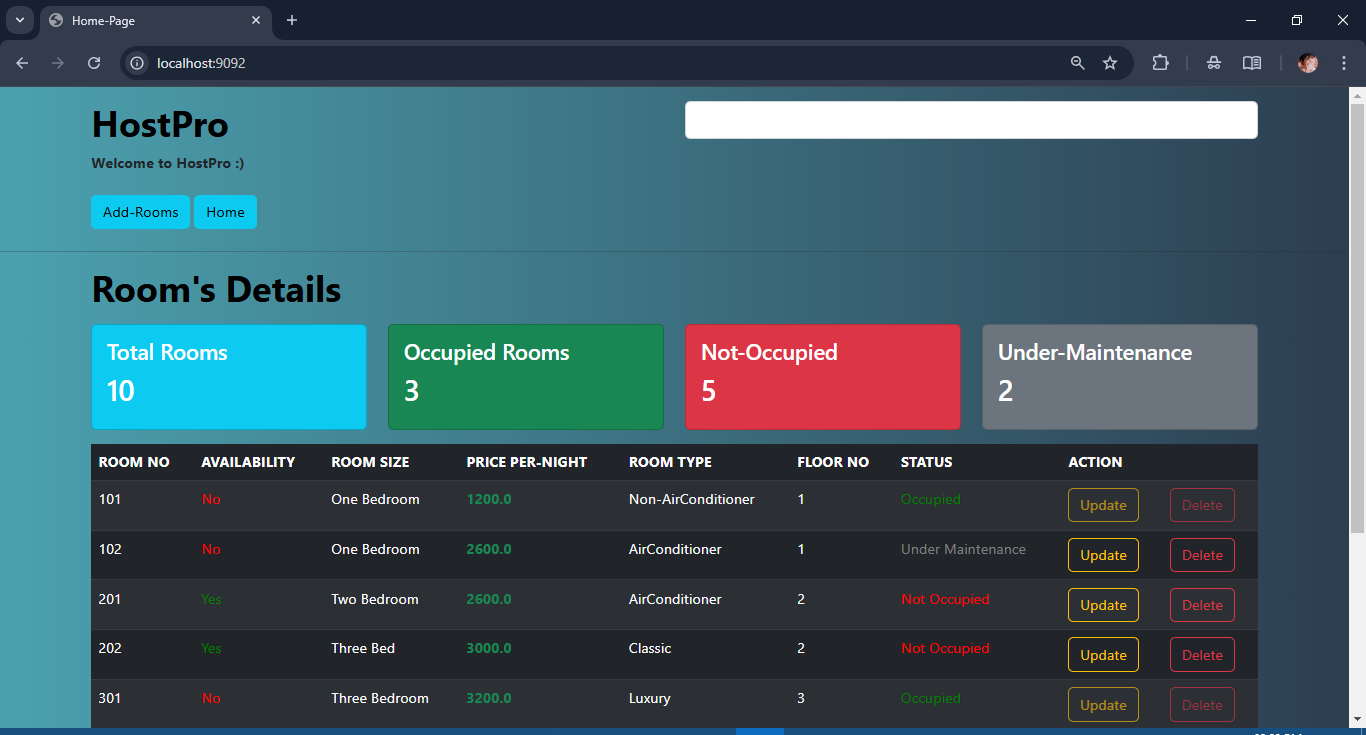 Home-Page
localhost:9092
HostPro
Welcome to HostPro :)
Add-Rooms Home
Room's Details
Total Rooms
10
Occupied Rooms
3
Not-Occupied
5
Under-Maintenance
2
ROOM NO AVAILABILITY ROOM SIZE PRICE PER-NIGHT ROOM TYPE FLOOR NO STATUS ACTION
101 No One Bedroom 1200.0 Non-AirConditioner 1 Occupied Update Delete
102 No One Bedroom 2600.0 AirConditioner 1 Under Maintenance Update Delete
201 Yes Two Bedroom 2600.0 AirConditioner 2 Not Occupied Update Delete
202 Yes Three Bed 3000.0 Classic 2 Not Occupied Update Delete
301 No Three Bedroom 3200.0 Luxury 3 Occupied Update Delete